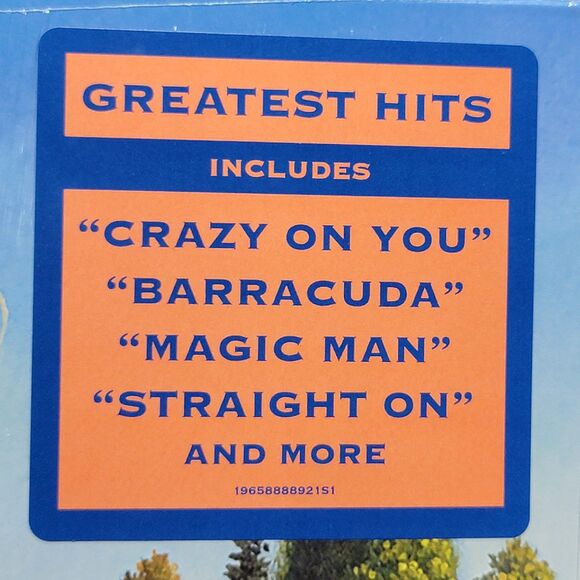 GREATEST HITS
INCLUDES
“CRAZY ON YOU”
“BARRACUDA”
“MAGIC MAN”
“STRAIGHT ON”
AND MORE
19658888921S1